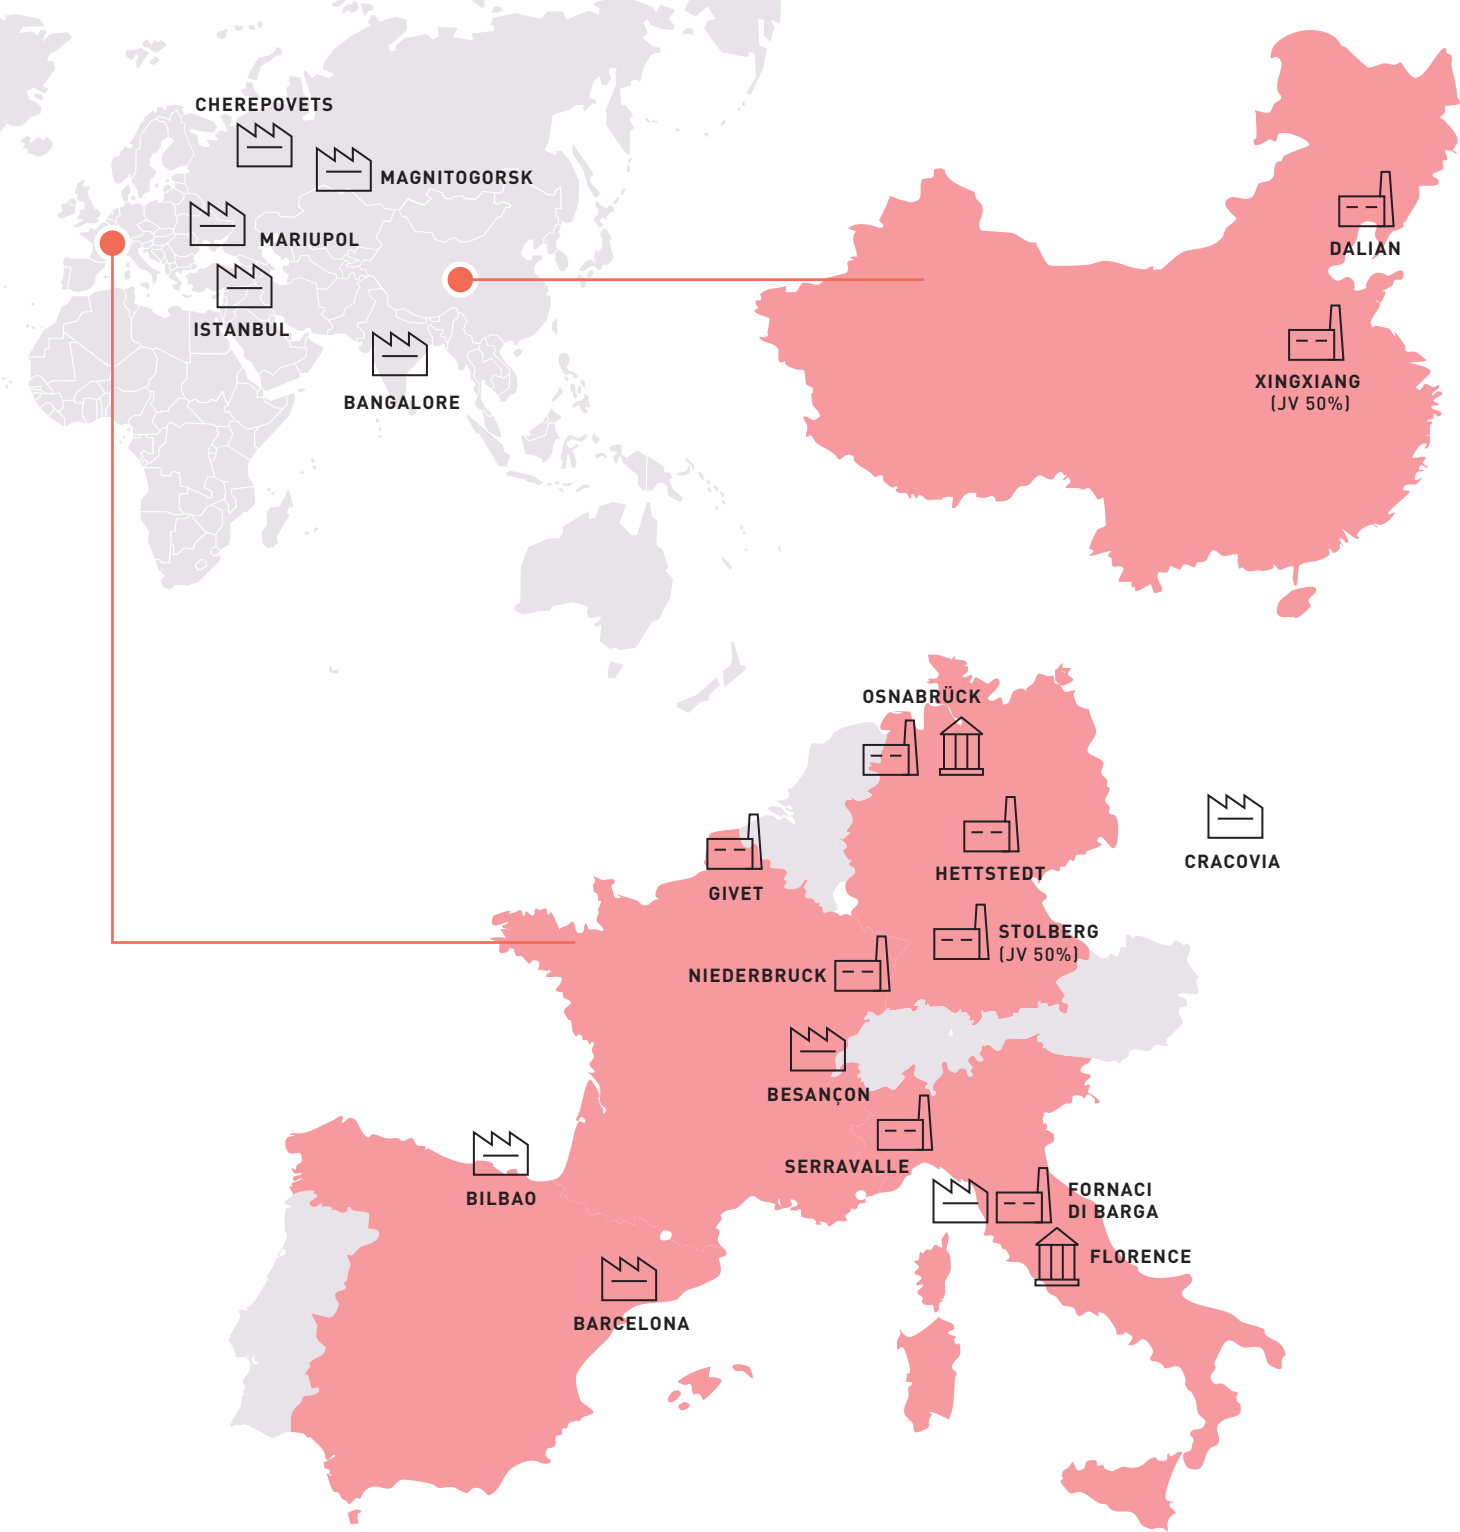 CHEREPOVETS
MAGNITOGORSK
MARIUPOL
ISTANBUL
BANGALORE
DALIAN
XINGXIANG
(JV 50%)
OSNABRÜCK
HETTSTEDT
CRACOVIA
GIVET
STOLBERG
(JV 50%)
NIEDERBRUCK
BESANÇON
SERRAVALLE
BILBAO
FORNACI
DI BARGA
FLORENCE
BARCELONA